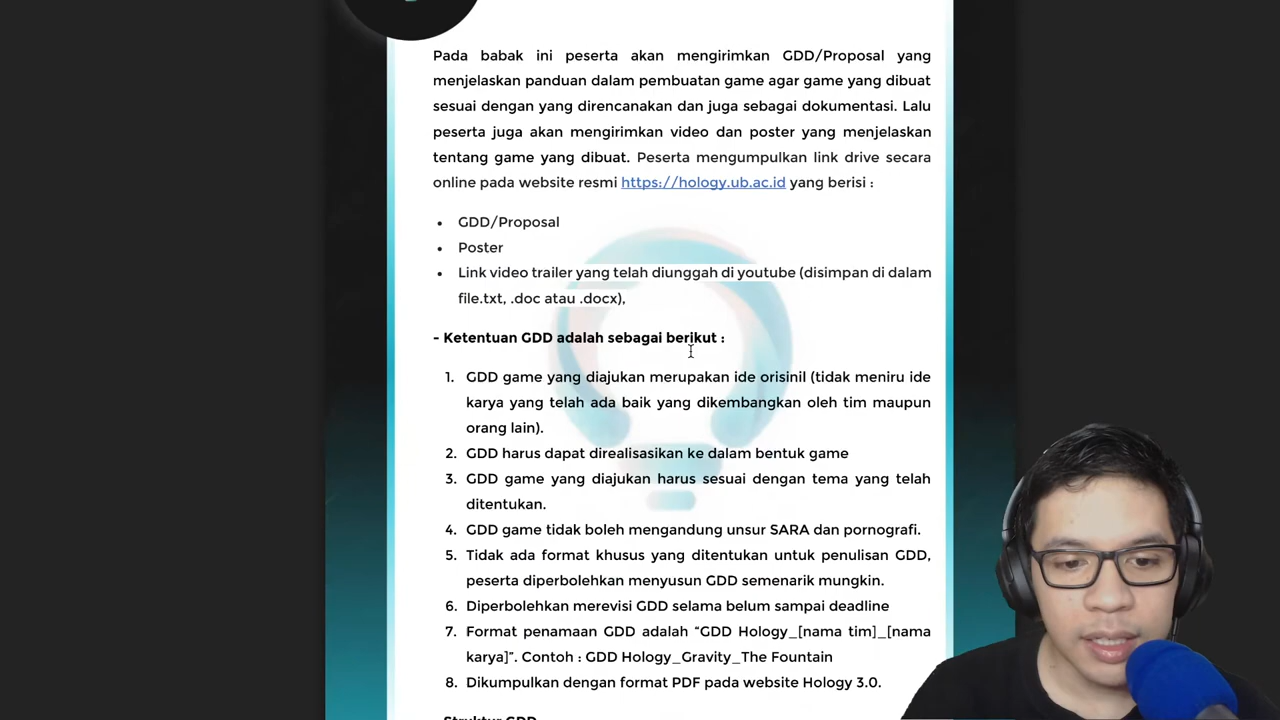 Pada babak ini peserta akan mengirimkan GDD/Proposal yang
menjelaskan panduan dalam pembuatan game agar game yang dibuat
sesuai dengan yang direncanakan dan juga sebagai dokumentasi. Lalu
peserta juga akan mengirimkan video dan poster yang menjelaskan
tentang game yang dibuat. Peserta mengumpulkan link drive secara
online pada website resmi https://hology.ub.ac.id yang berisi :
• GDD/Proposal
• Poster
• Link video trailer yang telah diunggah di youtube (disimpan di dalam
file.txt, .doc atau .docx),
- Ketentuan GDD adalah sebagai berikut :
1. GDD game yang diajukan merupakan ide orisinil (tidak meniru ide
karya yang telah ada baik yang dikembangkan oleh tim maupun
orang lain).
2. GDD harus dapat direalisasikan ke dalam bentuk game
3. GDD game yang diajukan harus sesuai dengan tema yang telah
ditentukan.
4. GDD game tidak boleh mengandung unsur SARA dan pornografi.
5. Tidak ada format khusus yang ditentukan untuk penulisan GDD,
peserta diperbolehkan menyusun GDD semenarik mungkin.
6. Diperbolehkan merevisi GDD selama belum sampai deadline
7. Format penamaan GDD adalah “GDD Hology_[nama tim]_[nama
karya]”. Contoh : GDD Hology_Gravity_The Fountain
8. Dikumpulkan dengan format PDF pada website Hology 3.0.
- Struktur GDD